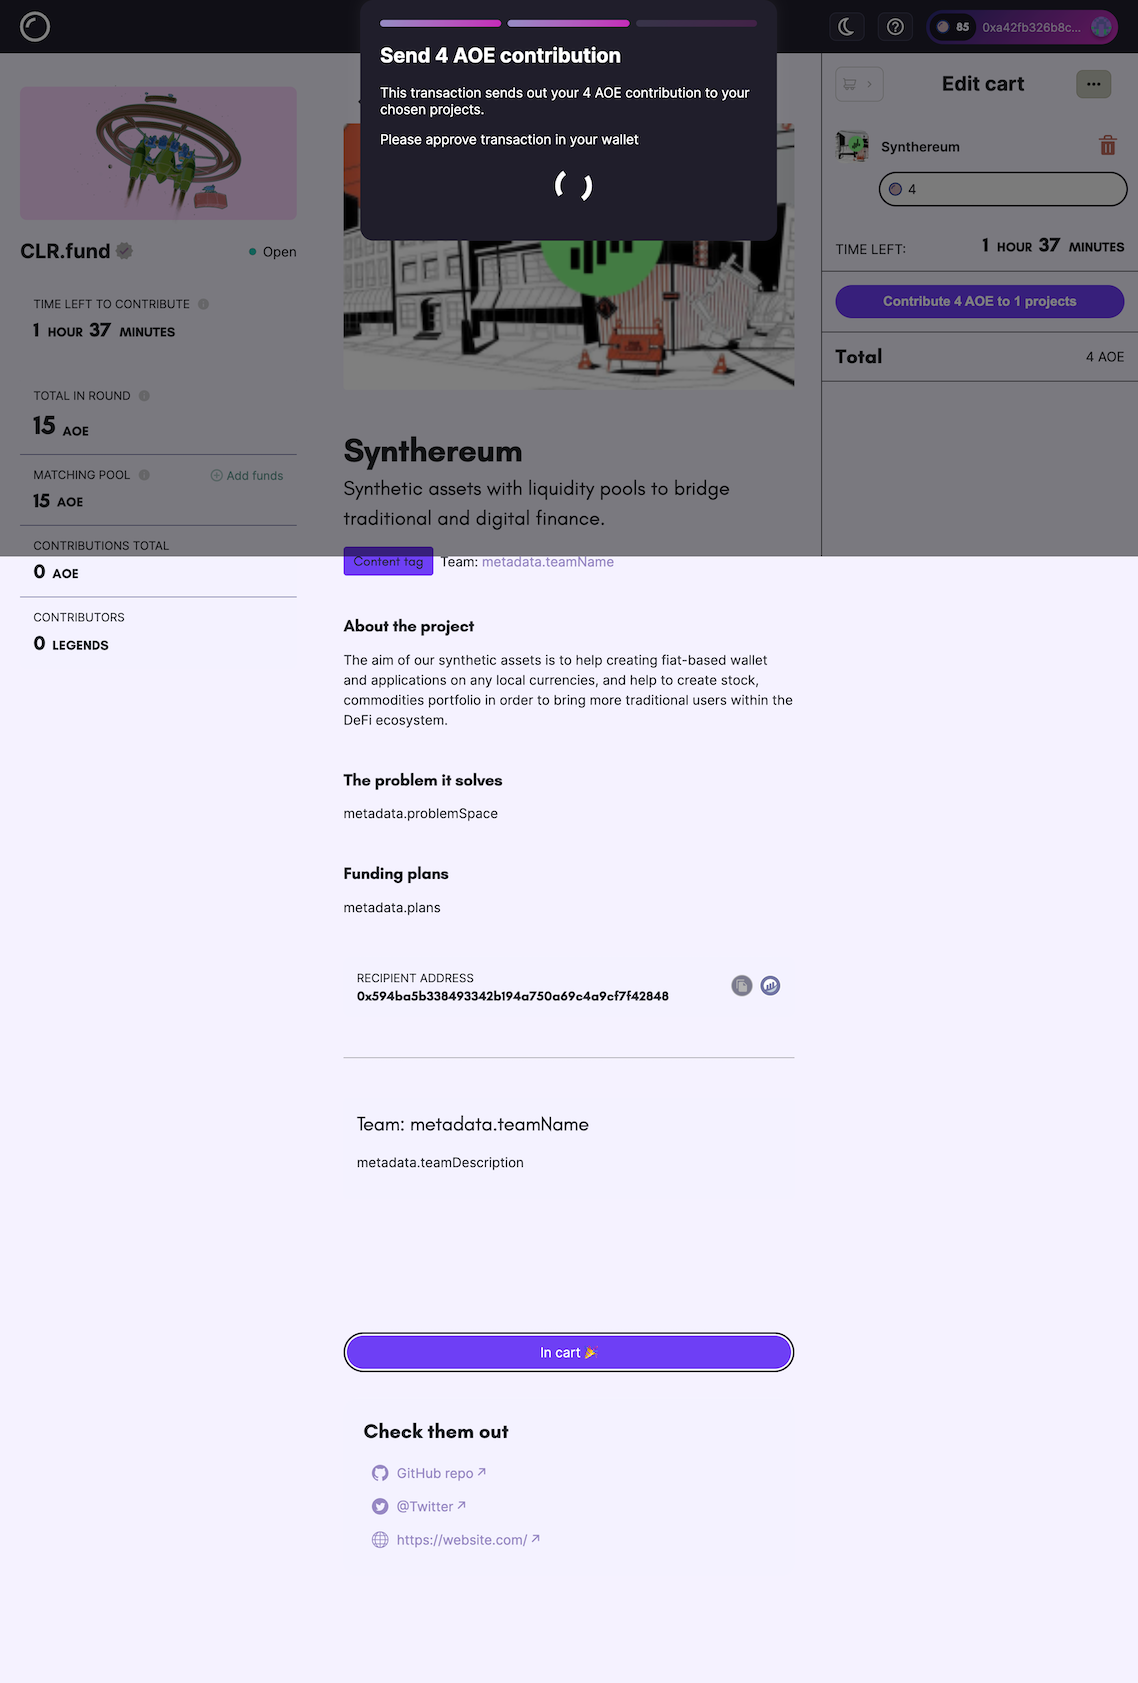 85 0xa42fb326b8c...
Send 4 AOE contribution
This transaction sends out your 4 AOE contribution to your
chosen projects.
Please approve transaction in your wallet
CLR.fund
Open
TIME LEFT TO CONTRIBUTE
1 HOUR 37 MINUTES
TOTAL IN ROUND
15 AOE
MATCHING POOL
Add funds
15 AOE
CONTRIBUTIONS TOTAL
0 AOE
CONTRIBUTORS
0 LEGENDS
Synthereum
Synthetic assets with liquidity pools to bridge
traditional and digital finance.
Content tag Team: metadata.teamName
About the project
The aim of our synthetic assets is to help creating fiat-based wallet
and applications on any local currencies, and help to create stock,
commodities portfolio in order to bring more traditional users within the
DeFi ecosystem.
The problem it solves
metadata.problemSpace
Funding plans
metadata.plans
RECIPIENT ADDRESS
0x594ba5b338493342b194a750a69c4a9cf7f42848
Team: metadata.teamName
metadata.teamDescription
In cart 🎉
Check them out
GitHub repo ↗
@Twitter ↗
https://website.com/ ↗
Edit cart
Synthereum
4
TIME LEFT:
1 HOUR 37 MINUTES
Contribute 4 AOE to 1 projects
Total
4 AOE